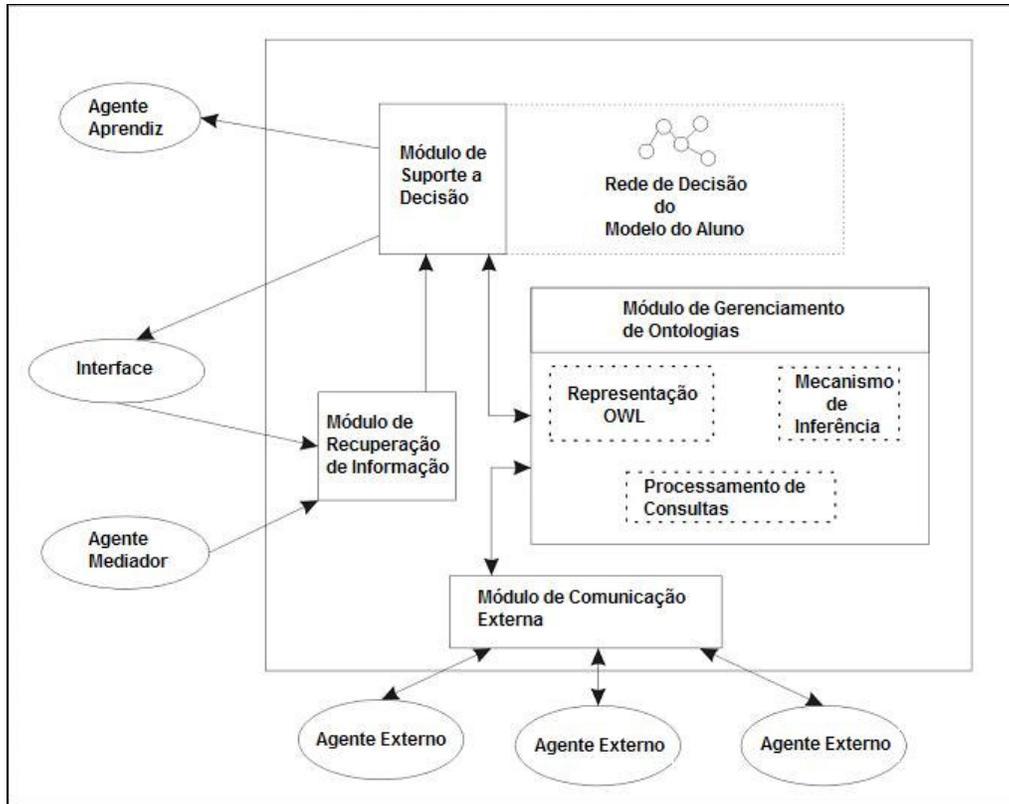 Agente
Aprendiz
Módulo de
Suporte a
Decisão
Rede de Decisão
do
Modelo do Aluno
Módulo de Gerenciamento
de Ontologias
Interface
Representação
OWL
Mecanismo
de
Inferência
Módulo de
Recuperação
de Informação
Processamento de
Consultas
Agente
Mediador
Módulo de Comunicação
Externa
Agente Externo
Agente Externo
Agente Externo